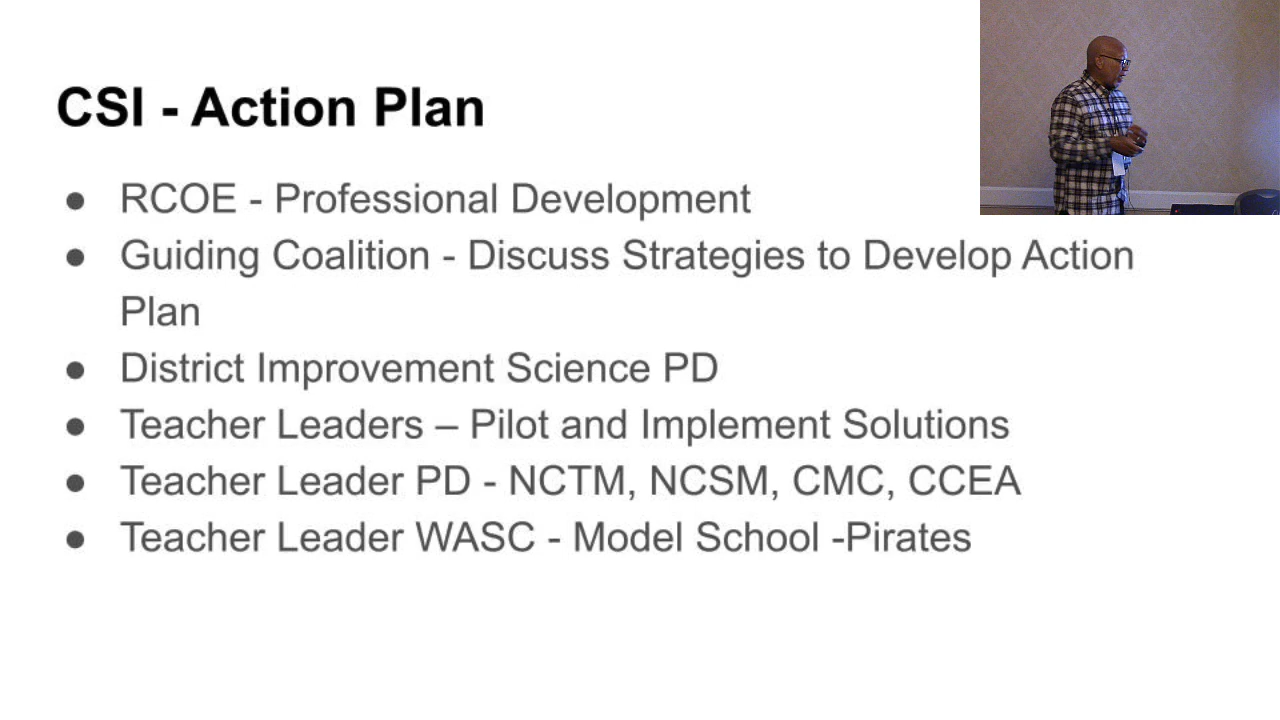 CSI - Action Plan
● RCOE - Professional Development
● Guiding Coalition - Discuss Strategies to Develop Action
Plan
● District Improvement Science PD
● Teacher Leaders – Pilot and Implement Solutions
● Teacher Leader PD - NCTM, NCSM, CMC, CCEA
● Teacher Leader WASC - Model School -Pirates